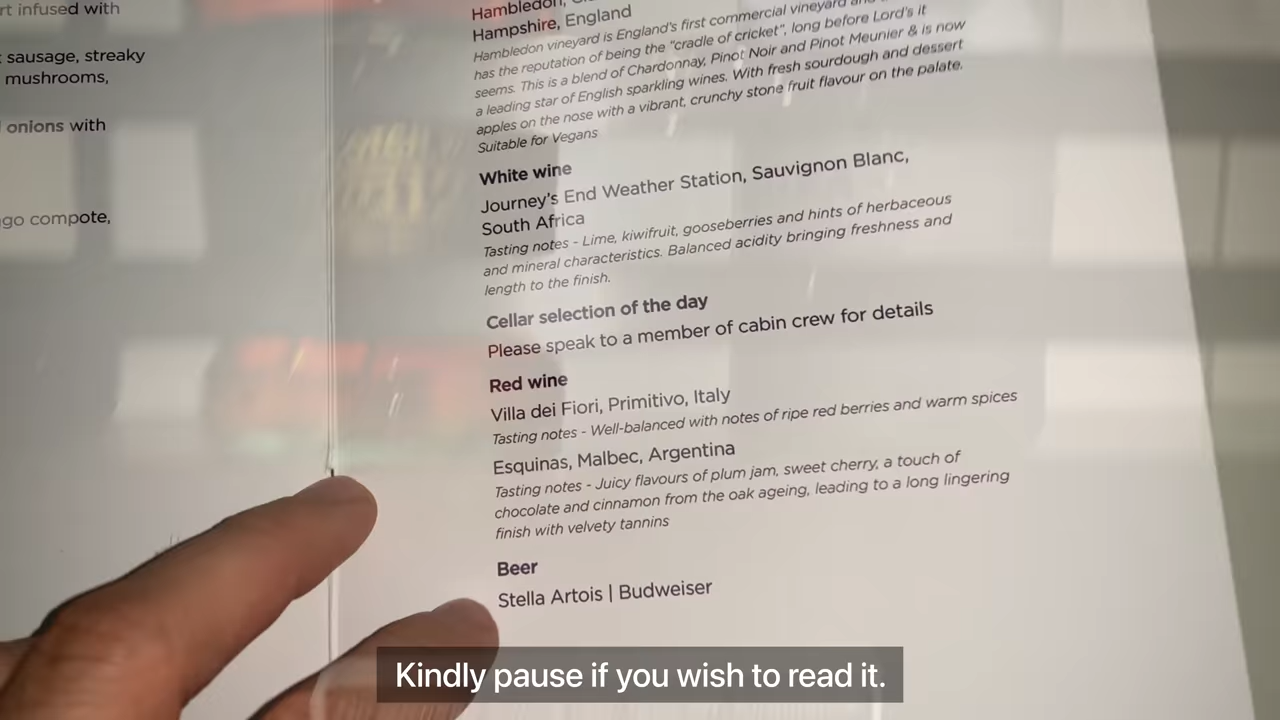 rt infused with
sausage, streaky
mushrooms,
onions with
go compote,
Hambledon,
Hampshire, England
Hambledon vineyard is England's first commercial vineyard and
has the reputation of being the "cradle of cricket", long before Lord's it
seems. This is a blend of Chardonnay, Pinot Noir and Pinot Meunier & is now
a leading star of English sparkling wines. With fresh sourdough and dessert
apples on the nose with a vibrant, crunchy stone fruit flavour on the palate.
Suitable for Vegans
White wine
Journey's End Weather Station, Sauvignon Blanc,
South Africa
Tasting notes - Lime, kiwifruit, gooseberries and hints of herbaceous
and mineral characteristics. Balanced acidity bringing freshness and
length to the finish.
Cellar selection of the day
Please speak to a member of cabin crew for details
Red wine
Villa dei Fiori, Primitivo, Italy
Tasting notes - Well-balanced with notes of ripe red berries and warm spices
Esquinas, Malbec, Argentina
Tasting notes - Juicy flavours of plum jam, sweet cherry, a touch of
chocolate and cinnamon from the oak ageing, leading to a long lingering
finish with velvety tannins
Beer
Stella Artois | Budweiser
Kindly pause if you wish to read it.